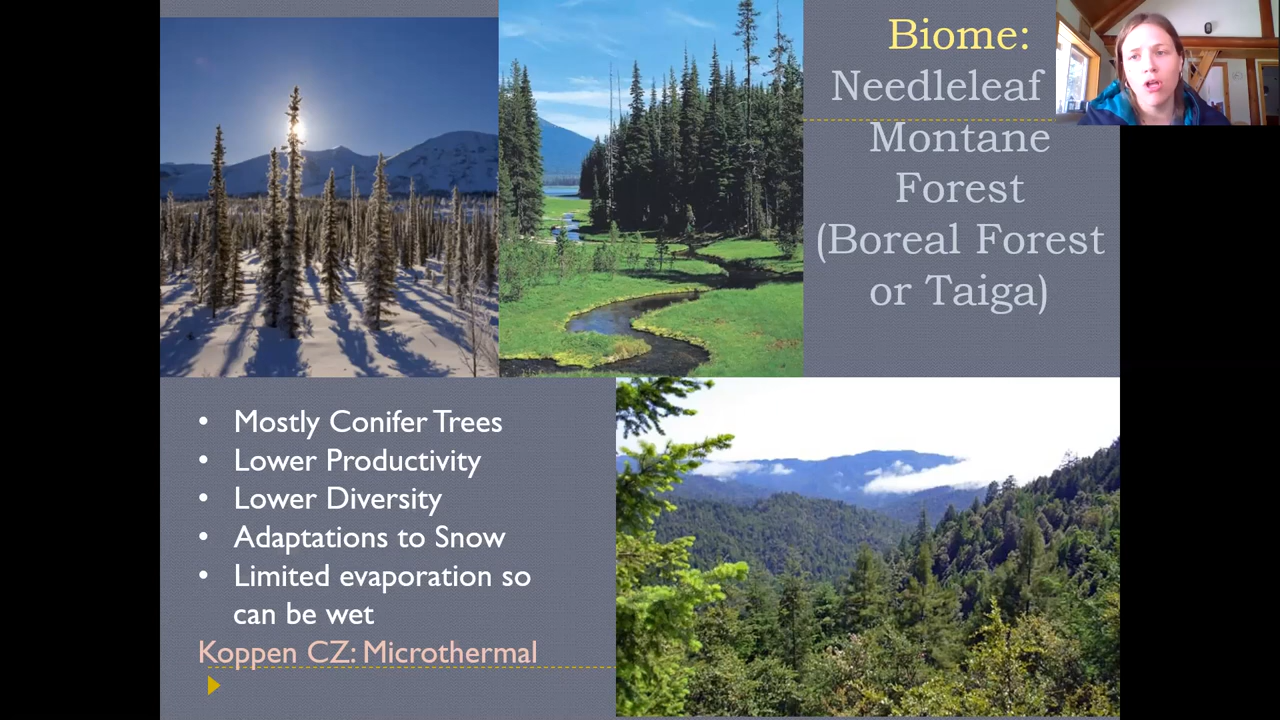 Biome:
Needleleaf
Montane
Forest
(Boreal Forest
or Taiga)
• Mostly Conifer Trees
• Lower Productivity
• Lower Diversity
• Adaptations to Snow
• Limited evaporation so
can be wet
Koppen CZ: Microthermal